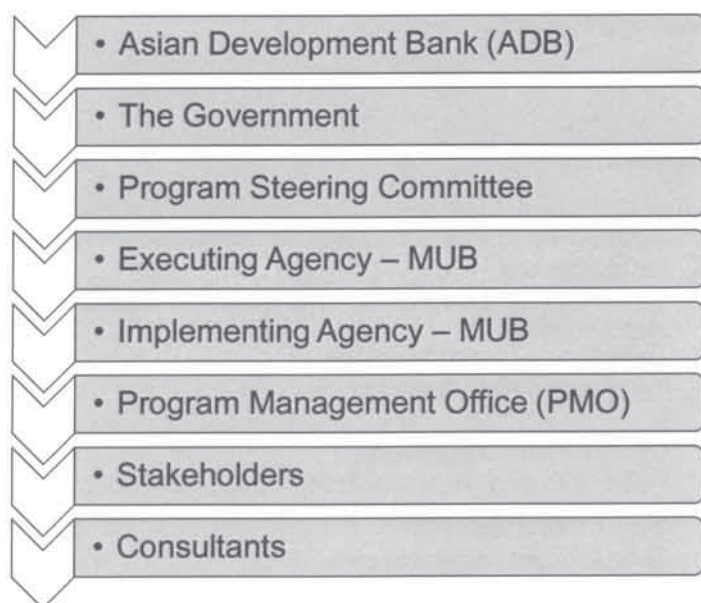 • Asian Development Bank (ADB)
• The Government
• Program Steering Committee
• Executing Agency – MUB
• Implementing Agency – MUB
• Program Management Office (PMO)
• Stakeholders
• Consultants